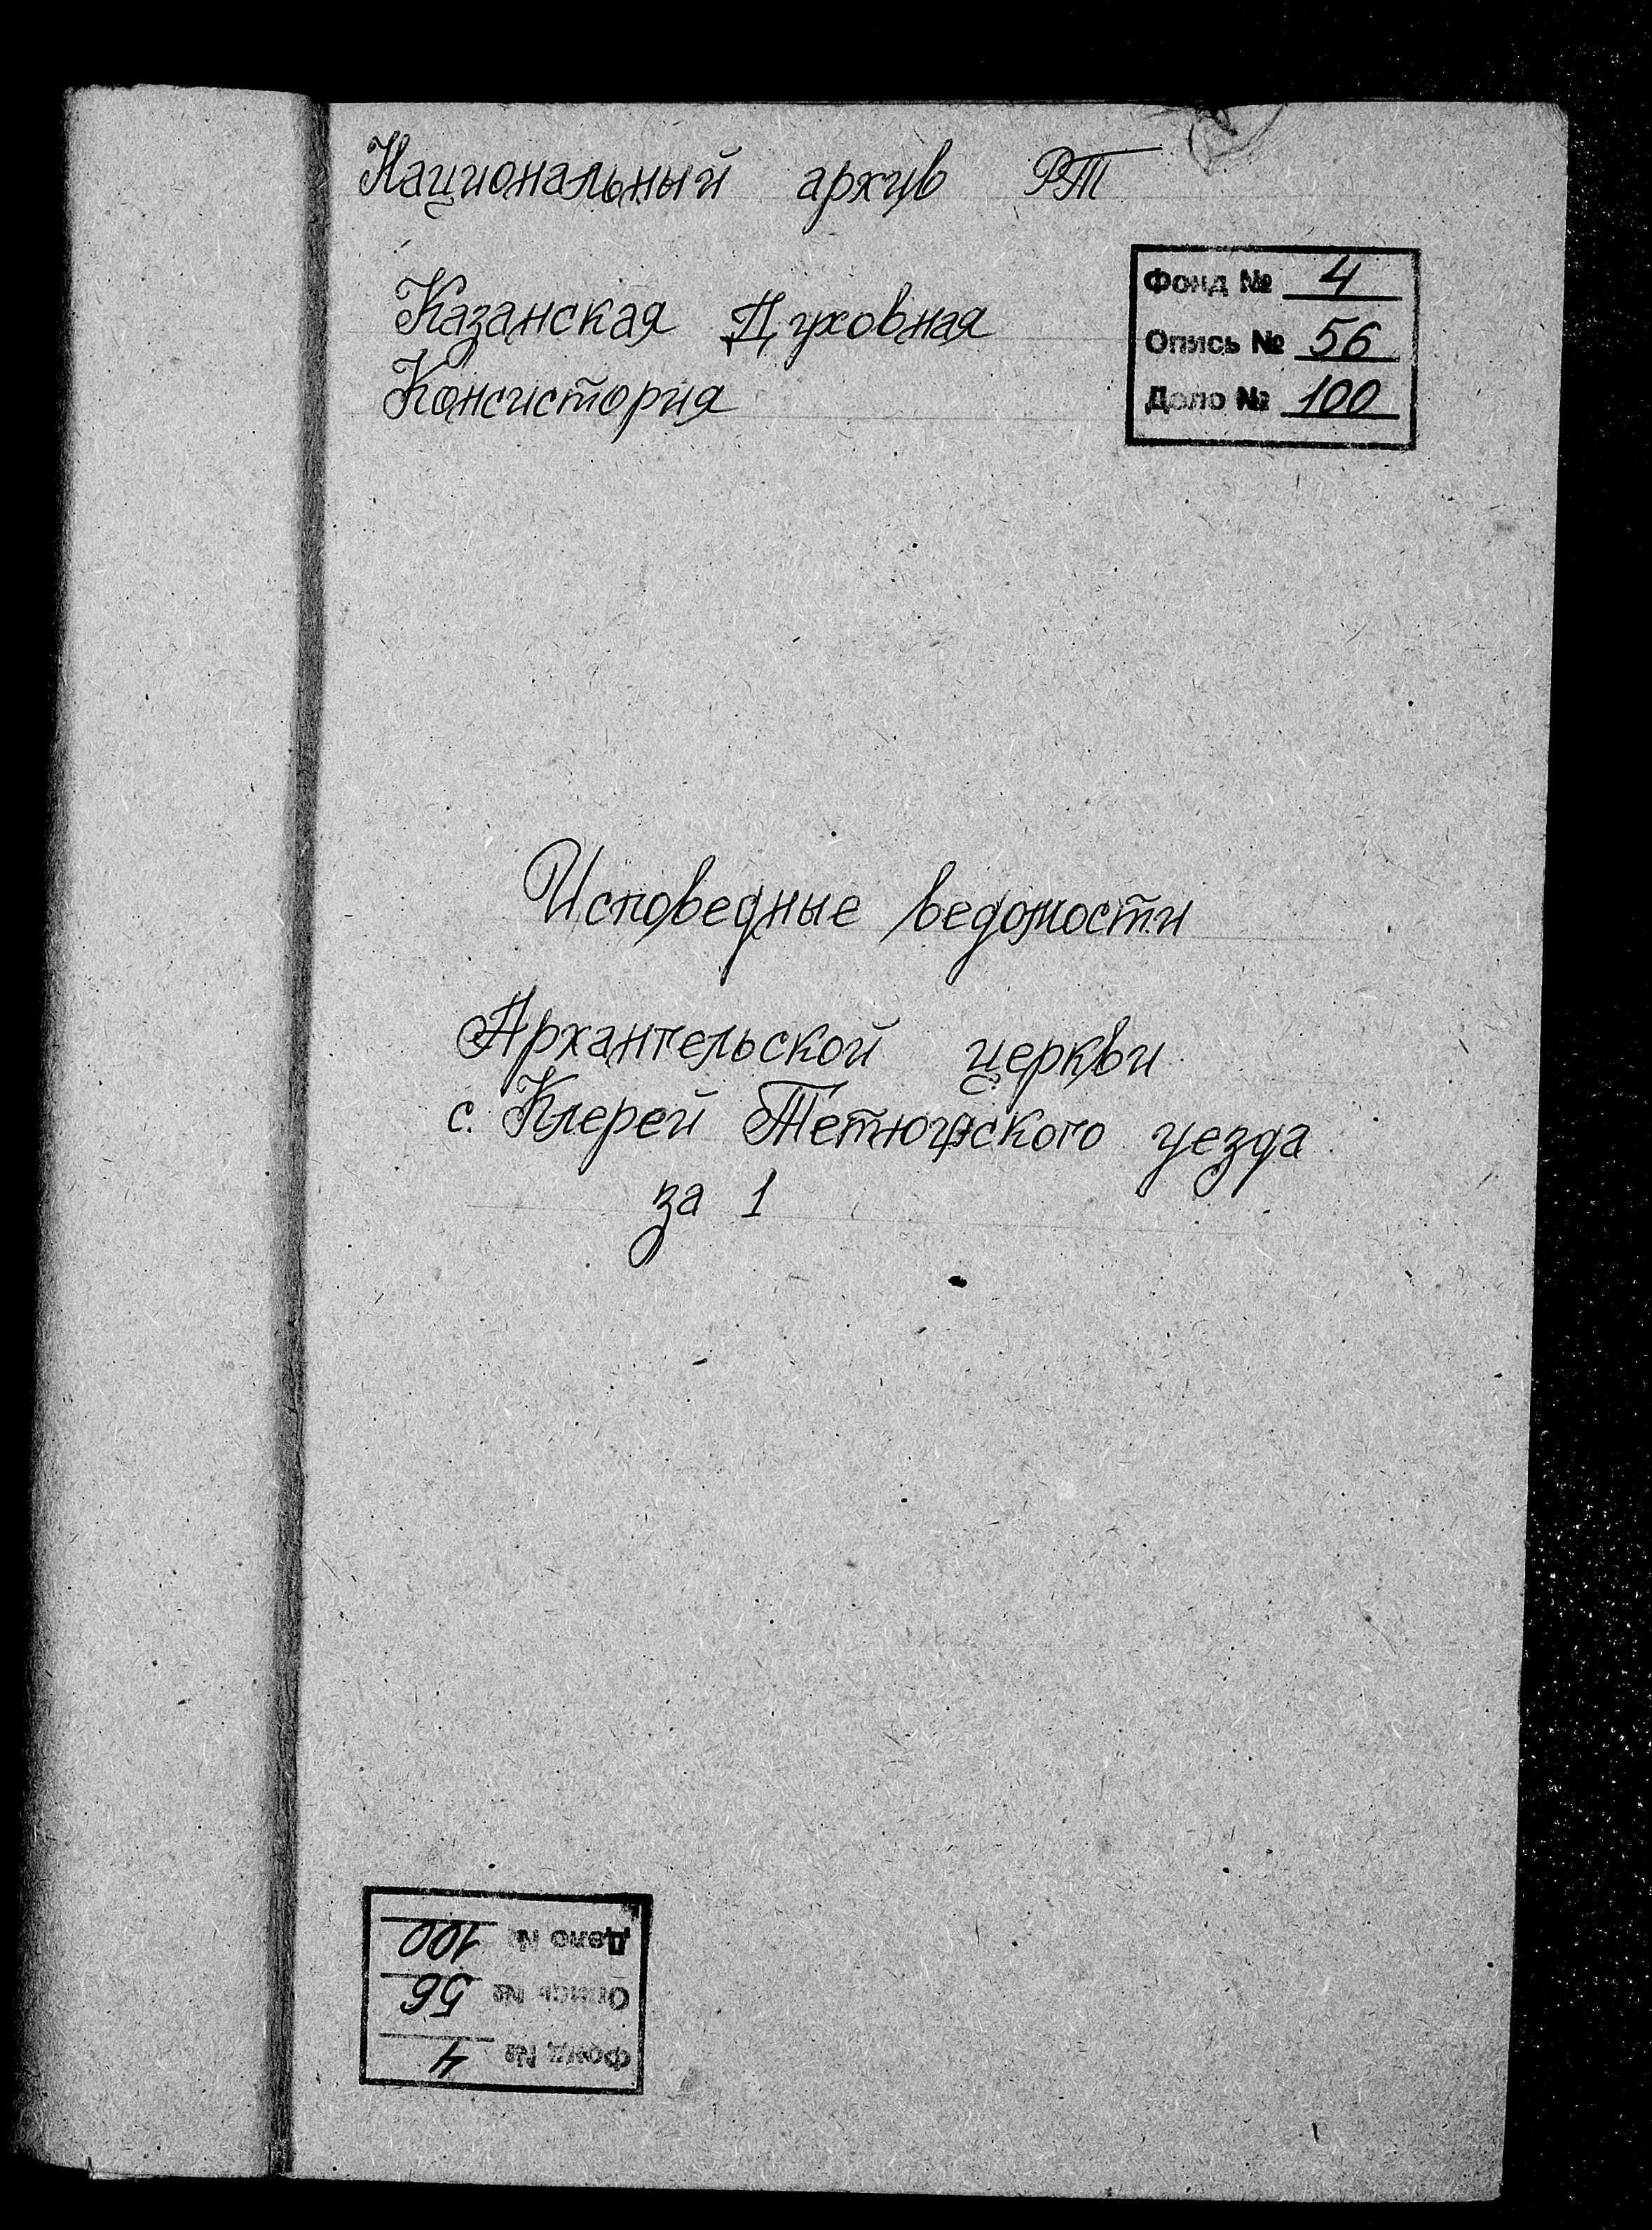 Национальный архив РТ
Казанская Духовная
Консистория
Фонд № 4
Опись № 56
Дело № 100
Исповедные ведомости
Архангельской церкви
с. Клерей Тетюшского уезда
за 1
Фонд № 4
Опись № 56
Дело № 100